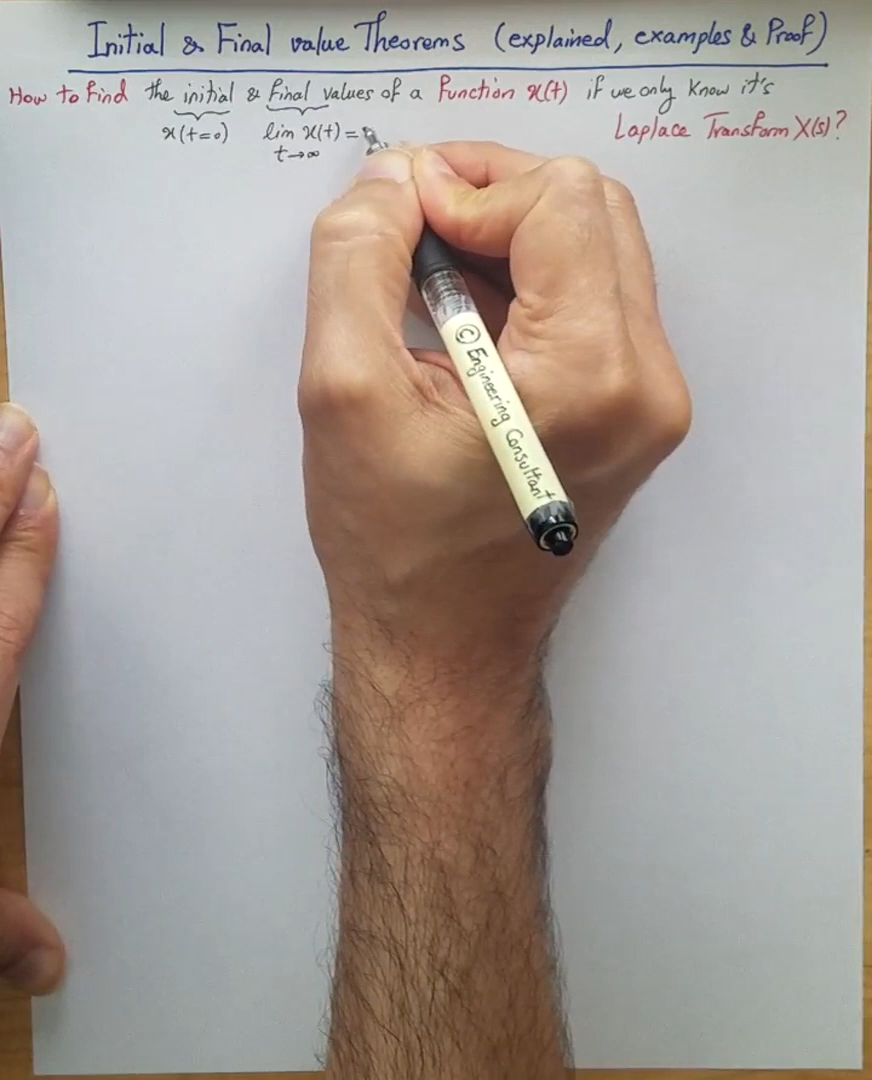 Initial & Final value Theorems (explained, examples & Proof)
How to find the initial & final values of a function x(t) if we only know it's
Laplace Transform X(s)?
x(t=0) lim x(t) =
t→∞
© Engineering Consultant